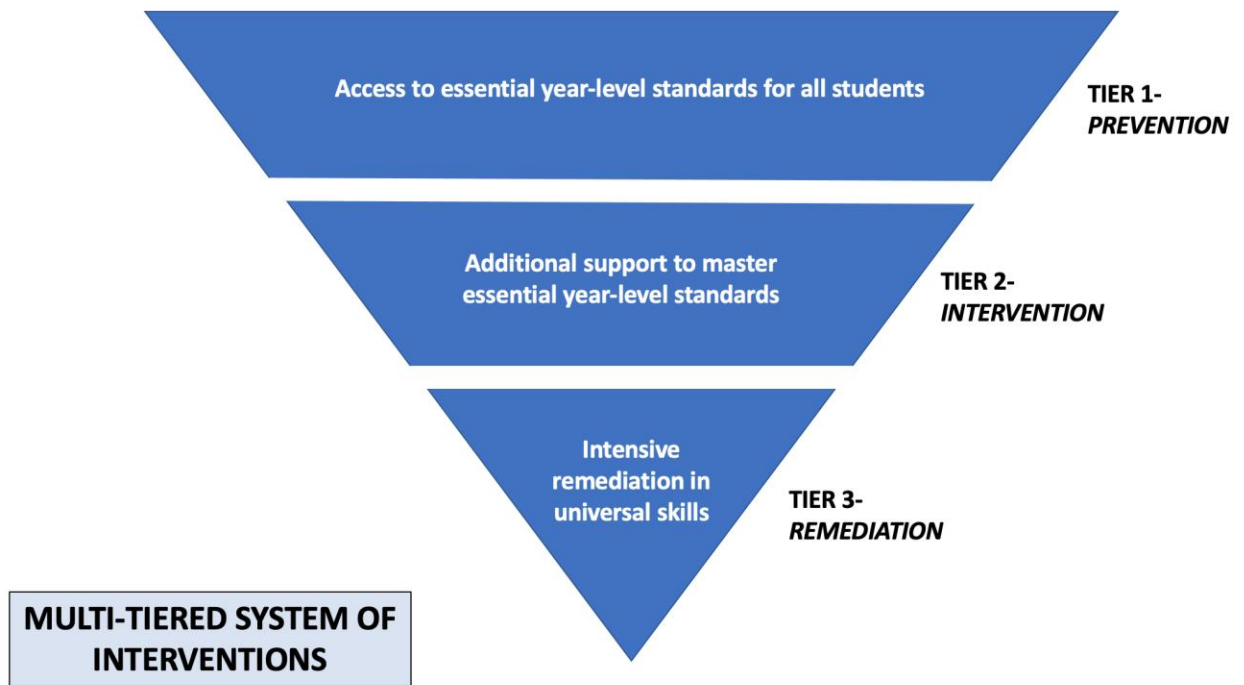 Access to essential year-level standards for all students
TIER 1-
PREVENTION
Additional support to master
essential year-level standards
TIER 2-
INTERVENTION
Intensive
remediation in
universal skills
TIER 3-
REMEDIATION
MULTI-TIERED SYSTEM OF
INTERVENTIONS